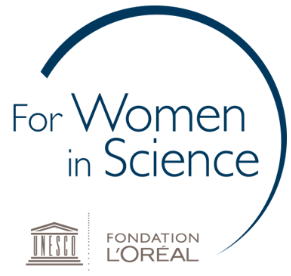 For Women
in Science
UNESCO
FONDATION
L'ORÉAL